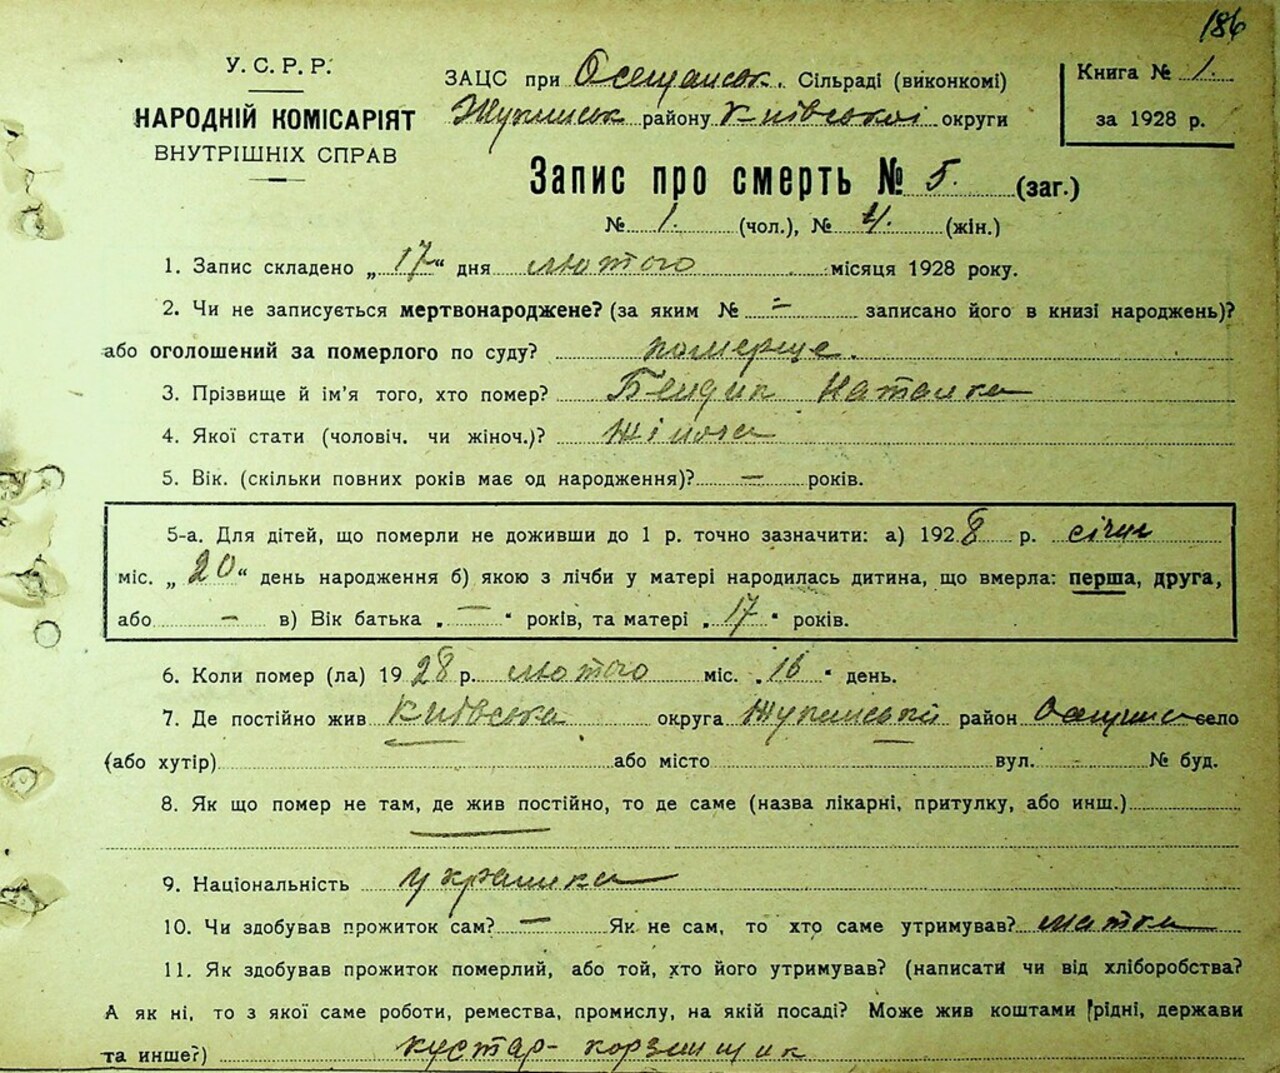 186
У.С.Р.Р.
НАРОДНІЙ КОМІСАРІЯТ
ВНУТРІШНІХ СПРАВ
ЗАЦС при Осещанськ. Сільраді (виконкомі)
Жукинськ району Київської округи
Книга № 1.
за 1928 р.
Запис про смерть № 5. (заг.)
№ 1. (чол.), № 4. (жін.)
1. Запис складено „17“ дня лютого місяця 1928 року.
2. Чи не записується мертвонароджене? (за яким № – записано його в книзі народжень)?
або оголошений за померлого по суду? померше.
3. Прізвище й ім'я того, хто помер? Бендик Наталка
4. Якої стати (чоловіч. чи жіноч.)? Жіноча
5. Вік. (скільки повних років має од народження)? – років.
5-а. Для дітей, що померли не доживши до 1 р. точно зазначити: а) 1928 р. січня
міс. „20“ день народження б) якою з лічби у матері народилась дитина, що вмерла: перша, друга,
або – в) Вік батька „–“ років, та матері „17“ років.
6. Коли помер (ла) 1928 р. лютого міс. „16“ день.
7. Де постійно жив Київська округа Жукинський район село
(або хутір) або місто вул. - № буд.
8. Як що помер не там, де жив постійно, то де саме (назва лікарні, притулку, або инш.)
9. Національність українка
10. Чи здобував прожиток сам? – Як не сам, то хто саме утримував? матка
11. Як здобував прожиток померлий, або той, хто його утримував? (написати чи від хліборобства?
А як ні, то з якої саме роботи, ремества, промислу, на якій посаді? Може жив коштами рідні, держави
та инше?) кустар-корзинщик